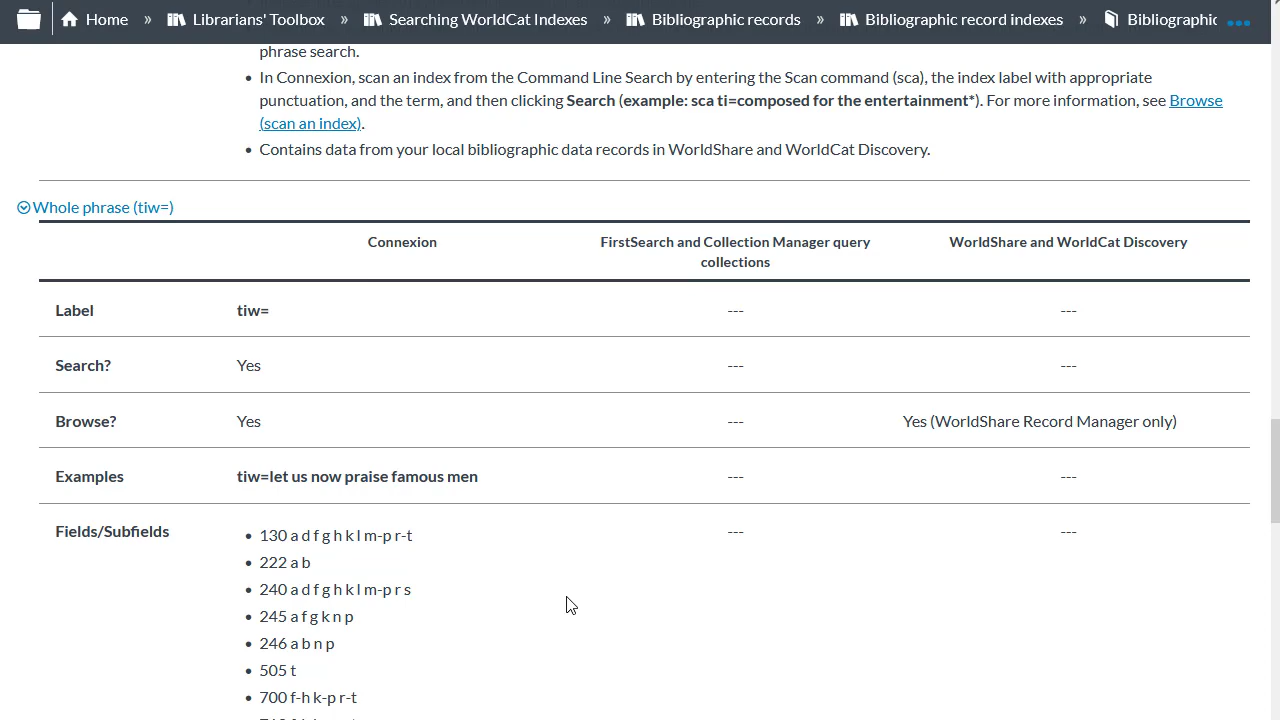 Home » Librarians' Toolbox » Searching WorldCat Indexes » Bibliographic records » Bibliographic record indexes » Bibliographic
phrase search.
• In Connexion, scan an index from the Command Line Search by entering the Scan command (sca), the index label with appropriate
punctuation, and the term, and then clicking Search (example: sca ti=composed for the entertainment*). For more information, see Browse
(scan an index).
• Contains data from your local bibliographic data records in WorldShare and WorldCat Discovery.
Whole phrase (tiw=)
Connexion FirstSearch and Collection Manager query WorldShare and WorldCat Discovery
collections
Label tiw= --- ---
Search? Yes --- ---
Browse? Yes --- Yes (WorldShare Record Manager only)
Examples tiw=let us now praise famous men --- ---
Fields/Subfields • 130 a d f g h k l m-p r-t --- ---
• 222 a b
• 240 a d f g h k l m-p r s
• 245 a f g k n p
• 246 a b n p
• 505 t
• 700 f-h k-p r-t